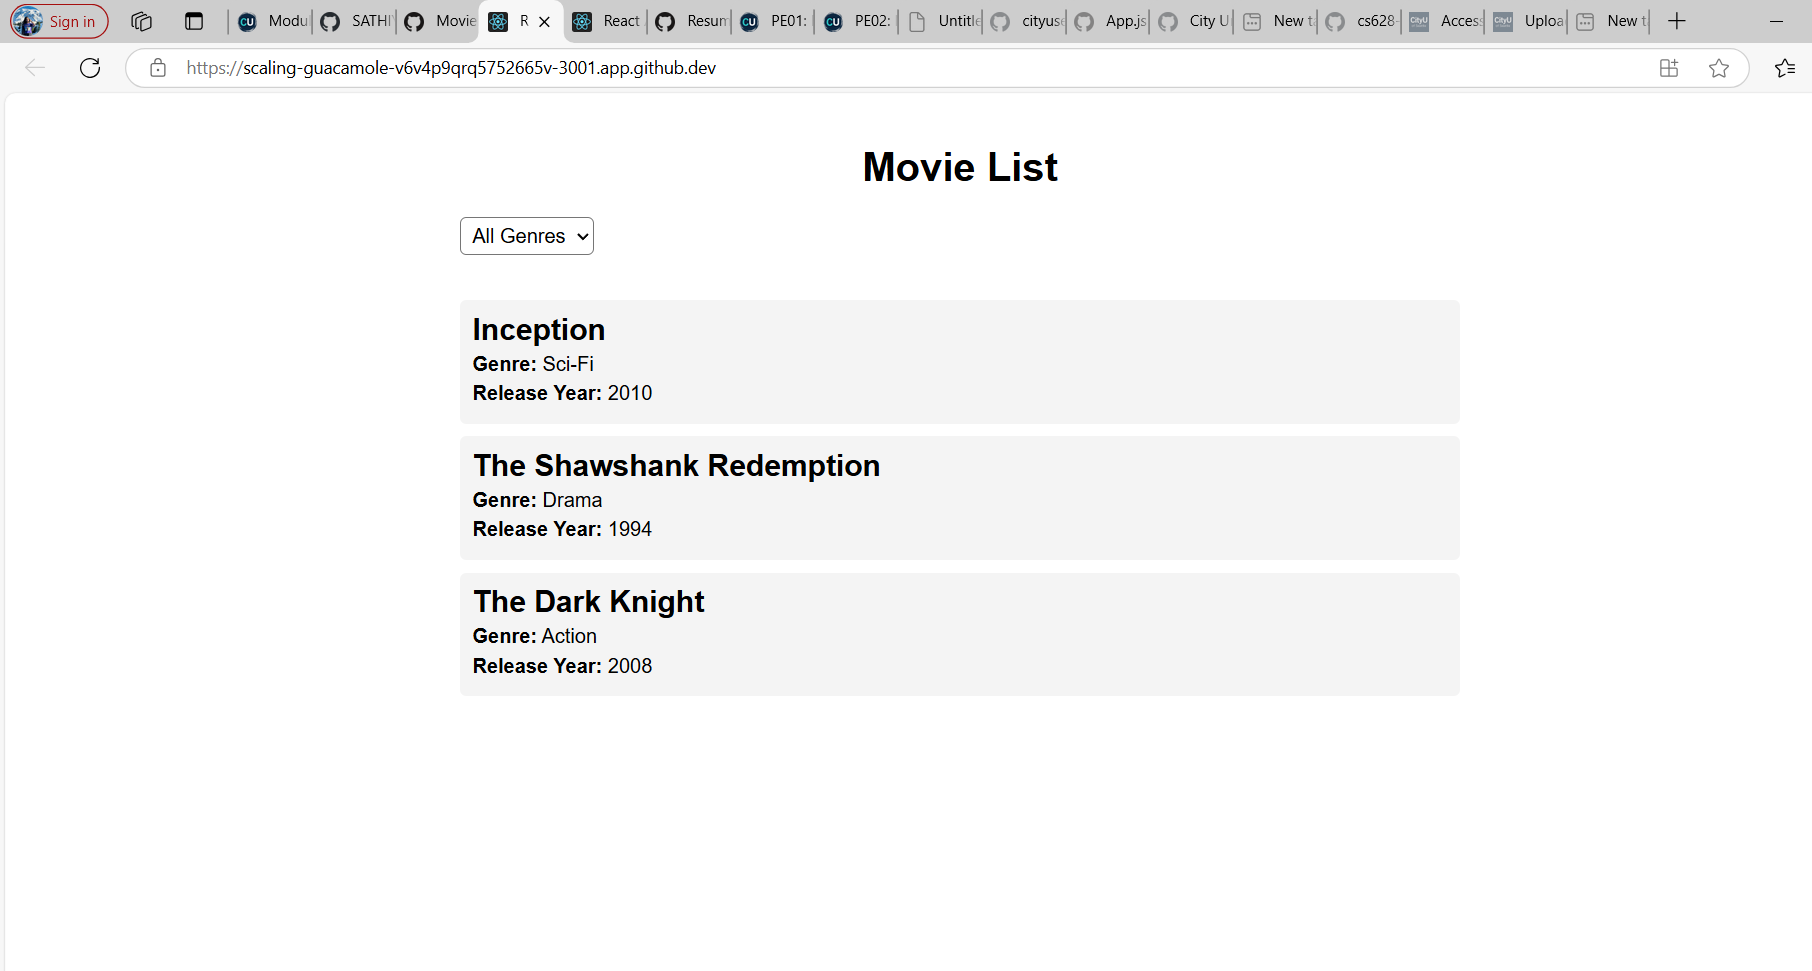 Sign in
Modu
SATHI
Movie
R
React
Resum
PE01:
PE02:
Untitle
cityuse
App.js
City U
New t
cs628-
Access
Uploa
New t
https://scaling-guacamole-v6v4p9qrq5752665v-3001.app.github.dev
Movie List
All Genres
Inception
Genre: Sci-Fi
Release Year: 2010
The Shawshank Redemption
Genre: Drama
Release Year: 1994
The Dark Knight
Genre: Action
Release Year: 2008